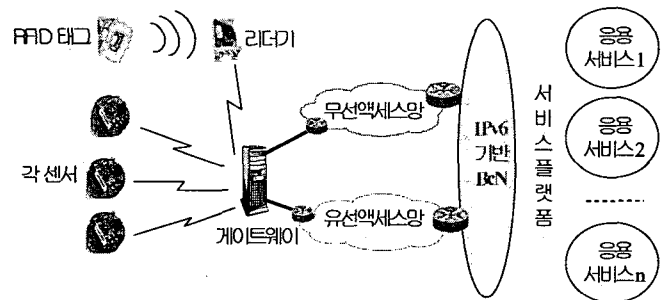 RFID 태그
리더기
각 센서
게이트웨이
무선액세스망
유선액세스망
IPv6
기반
BcN
서비스플랫폼
응용
서비스1
응용
서비스2
응용
서비스n